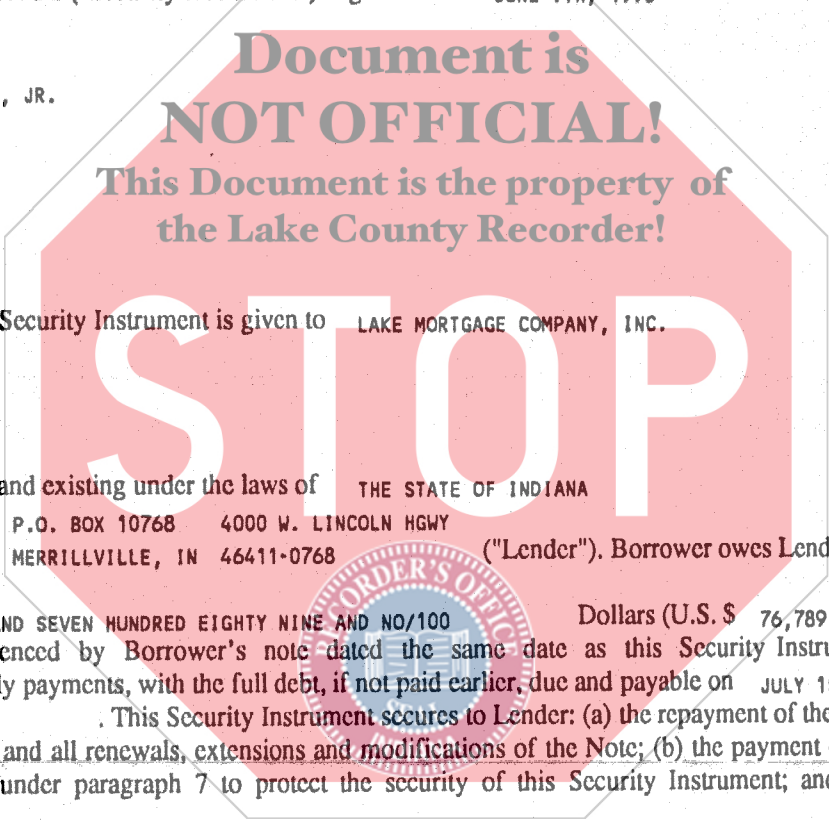 , JR.
Document is
NOT OFFICIAL!
This Document is the property of
the Lake County Recorder!
STOP
Security Instrument is given to LAKE MORTGAGE COMPANY, INC.
and existing under the laws of THE STATE OF INDIANA
P.O. BOX 10768 4000 W. LINCOLN HGWY
MERRILLVILLE, IN 46411-0768 ("Lender"). Borrower owes Lend
RECORDER'S OFFICE
ND SEVEN HUNDRED EIGHTY NINE AND NO/100 Dollars (U.S. $ 76,789
enced by Borrower's note dated the same date as this Security Instru
ly payments, with the full debt, if not paid earlier, due and payable on JULY 1
SEAL
. This Security Instrument secures to Lender: (a) the repayment of the
and all renewals, extensions and modifications of the Note; (b) the payment
under paragraph 7 to protect the security of this Security Instrument; and